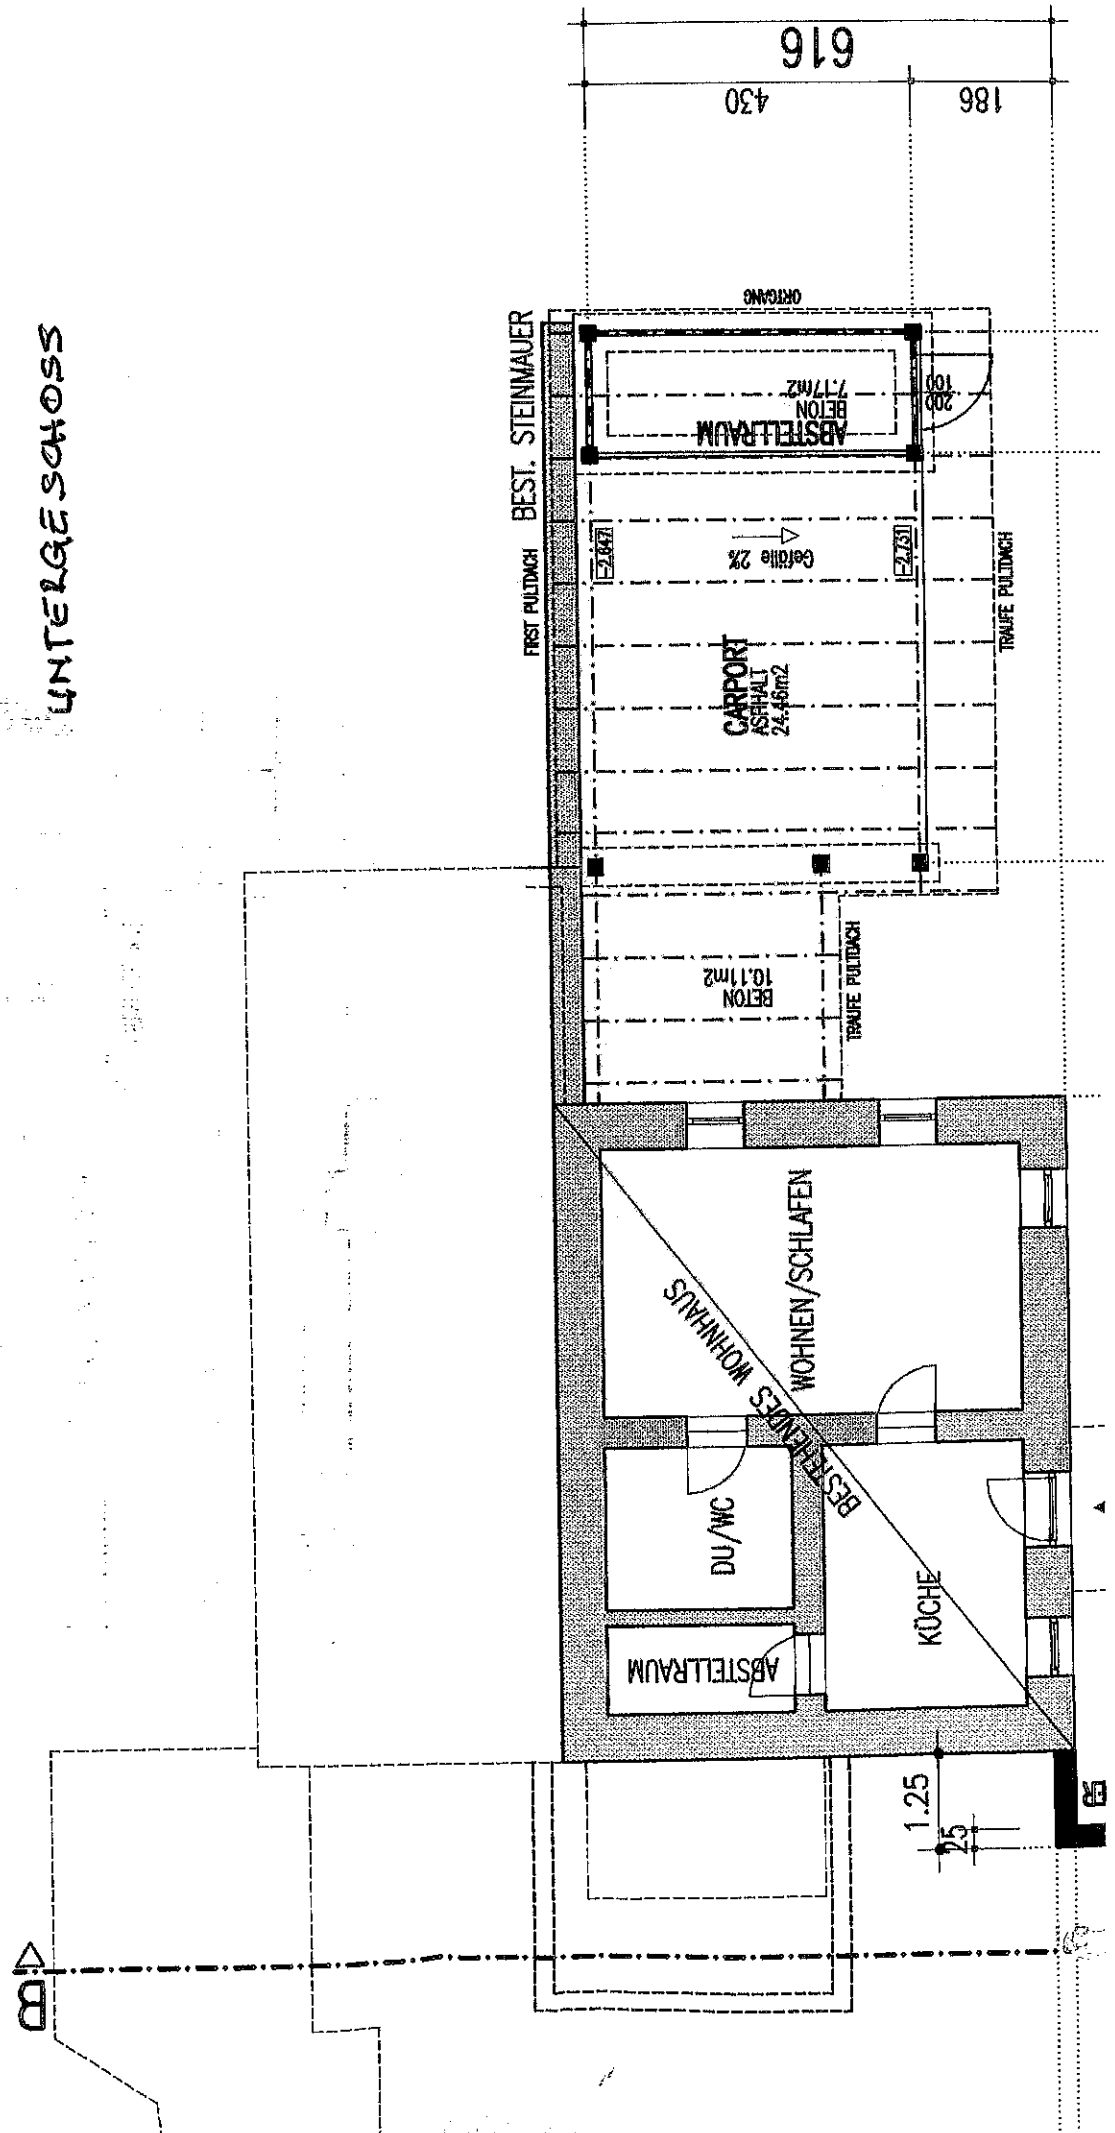 UNTERGESCHOSS
616
430
186
ORTGANG
BEST. STEINMAUER
FIRST PULTDACH
ABSTELLRAUM
BETON
7.17m2
100
200
-2.647
Gefälle 2%
-2.731
CARPORT
ASPHALT
24.46m2
TRAUFE PULTDACH
BETON
10.11m2
TRAUFE PULTDACH
BESTEHENDES WOHNHAUS
WOHNEN/SCHLAFEN
DU/WC
KÜCHE
ABSTELLRAUM
1.25
25
B